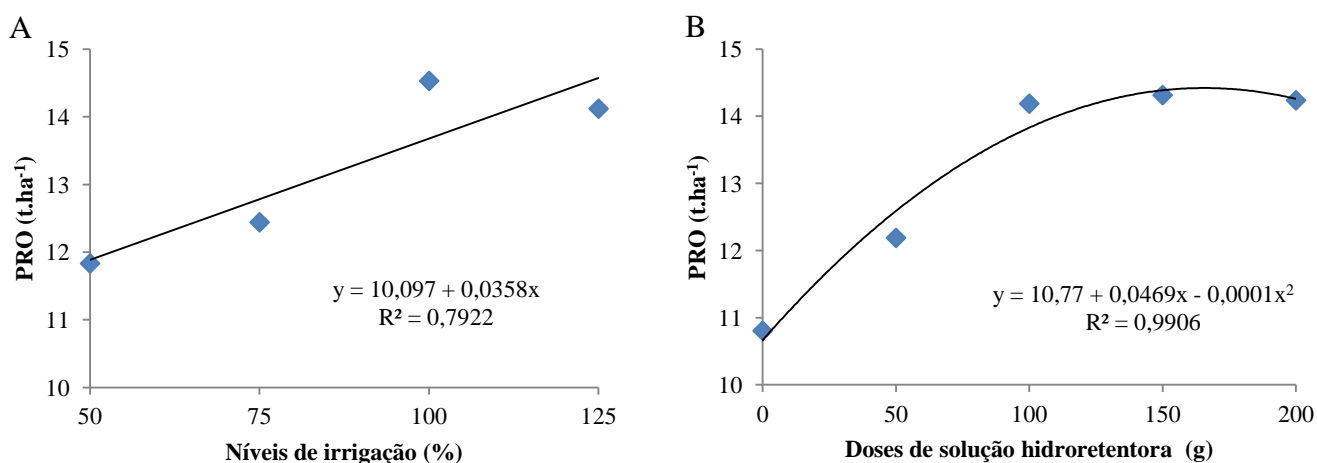 A
15
14
13
12
11
10
PRO (t.ha⁻¹)
y = 10,097 + 0,0358x
R² = 0,7922
50 75 100 125
Níveis de irrigação (%)
B
15
14
13
12
11
10
PRO (t.ha⁻¹)
y = 10,77 + 0,0469x - 0,0001x²
R² = 0,9906
0 50 100 150 200
Doses de solução hidroretentora (g)